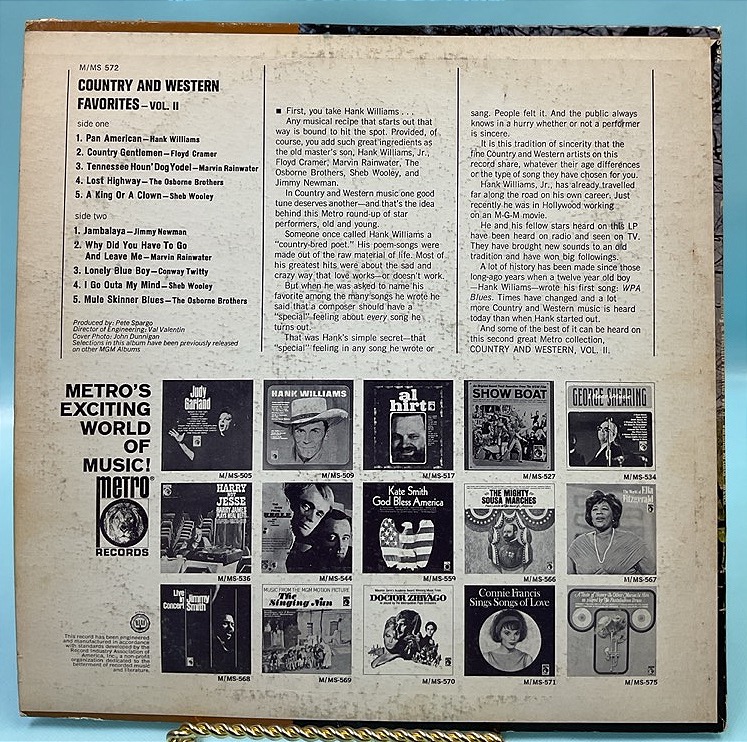 M/MS 572
COUNTRY AND WESTERN
FAVORITES—VOL. II
side one
1. Pan American—Hank Williams
2. Country Gentlemen—Floyd Cramer
3. Tennessee Houn' Dog Yodel—Marvin Rainwater
4. Lost Highway—The Osborne Brothers
5. A King Or A Clown—Sheb Wooley
side two
1. Jambalaya—Jimmy Newman
2. Why Did You Have To Go
And Leave Me—Marvin Rainwater
3. Lonely Blue Boy—Conway Twitty
4. I Go Outa My Mind—Sheb Wooley
5. Mule Skinner Blues—The Osborne Brothers
Produced by: Pete Spargo
Director of Engineering: Val Valentin
Cover Photo: John Dunnigan
Selections in this album have been previously released
on other MGM Albums
■ First, you take Hank Williams . . .
Any musical recipe that starts out that
way is bound to hit the spot. Provided, of
course, you add such great ingredients as
the old master's son, Hank Williams, Jr.,
Floyd Cramer, Marvin Rainwater, The
Osborne Brothers, Sheb Wooley, and
Jimmy Newman.
In Country and Western music one good
tune deserves another—and that's the idea
behind this Metro round-up of star
performers, old and young.
Someone once called Hank Williams a
"country-bred poet." His poem-songs were
made out of the raw material of life. Most of
his greatest hits were about the sad and
crazy way that love works—or doesn't work.
But when he was asked to name his
favorite among the many songs he wrote he
said that a composer should have a
"special" feeling about every song he
turns out.
That was Hank's simple secret—that
"special" feeling in any song he wrote or
sang. People felt it. And the public always
knows in a hurry whether or not a performer
is sincere.
It is this tradition of sincerity that the
fine Country and Western artists on this
record share, whatever their age differences
or the type of song they have chosen for you.
Hank Williams, Jr., has already travelled
far along the road on his own career. Just
recently he was in Hollywood working
on an M-G-M movie.
He and his fellow stars heard on this LP
have been heard on radio and seen on TV.
They have brought new sounds to an old
tradition and have won big followings.
A lot of history has been made since those
long-ago years when a twelve year old boy
—Hank Williams—wrote his first song: WPA
Blues. Times have changed and a lot
more Country and Western music is heard
today than when Hank started out.
And some of the best of it can be heard on
this second great Metro collection,
COUNTRY AND WESTERN, VOL. II.
METRO'S
EXCITING
WORLD
OF
MUSIC!
metro
RECORDS
Judy
Garland
M/MS-505
HANK WILLIAMS
M/MS-509
al
hirt
M/MS-517
SHOW BOAT
M/MS-527
GEORGE SHEARING
M/MS-534
HARRY
NOT
JESSE
M/MS-536
M/MS-544
Kate Smith
God Bless America
M/MS-559
THE MIGHTY
SOUSA MARCHES
M/MS-566
The World of
Ella
Fitzgerald
M/MS-567
Live
in
Concert
Jimmy
Smith
M/MS-568
MUSIC FROM THE MGM MOTION PICTURE
The
Singing Nun
M/MS-569
DOCTOR ZHIVAGO
M/MS-570
Connie Francis
Sings Songs of Love
M/MS-571
M/MS-575
This record has been engineered
and manufactured in accordance
with standards developed by the
Record Industry Association of
America, Inc., a non-profit
organization dedicated to the
betterment of recorded music
and literature.